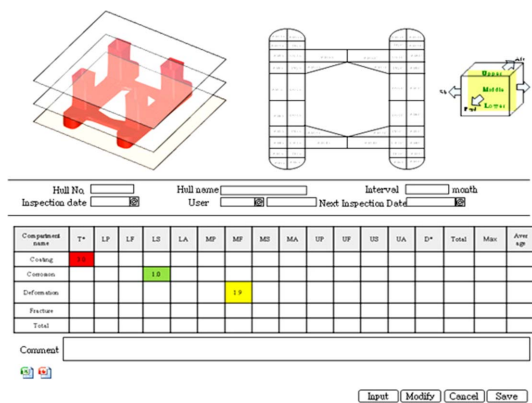 Upper
Middle
Lower
Hull No. Hull name Interval month
Inspection date User Next Inspection Date
Compartment name T* LP LF LS LA MP MF MS MA UP UF US UA D* Total Max Average
Coating
Corrosion 1.0
Deformation 1.9
Fracture
Total
Comment
Input Modify Cancel Save